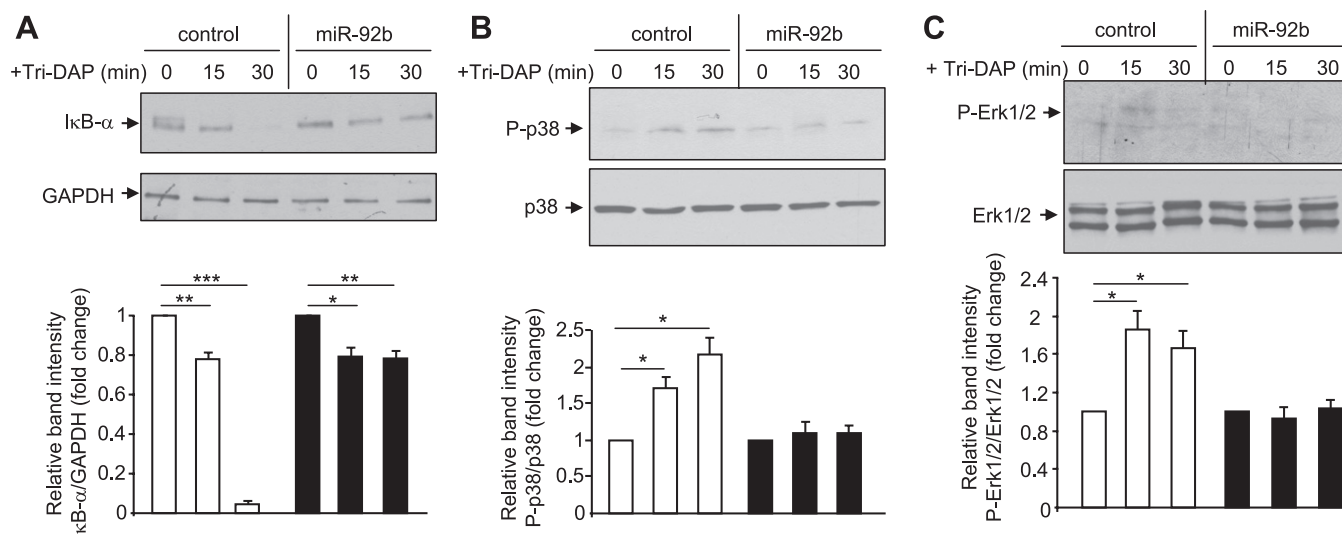 A
control miR-92b
+Tri-DAP (min) 0 15 30 0 15 30
IκB-α
GAPDH
*** **
** *
Relative band intensity
κB-α/GAPDH (fold change)
1
0.8
0.6
0.4
0.2
0
B
control miR-92b
+Tri-DAP (min) 0 15 30 0 15 30
P-p38
p38
*
*
Relative band intensity
P-p38/p38 (fold change)
2.5
2
1.5
1
0.5
0
C
control miR-92b
+ Tri-DAP (min) 0 15 30 0 15 30
P-Erk1/2
Erk1/2
*
*
Relative band intensity
P-Erk1/2/Erk1/2 (fold change)
2.4
2
1.6
1.2
0.8
0.4
0